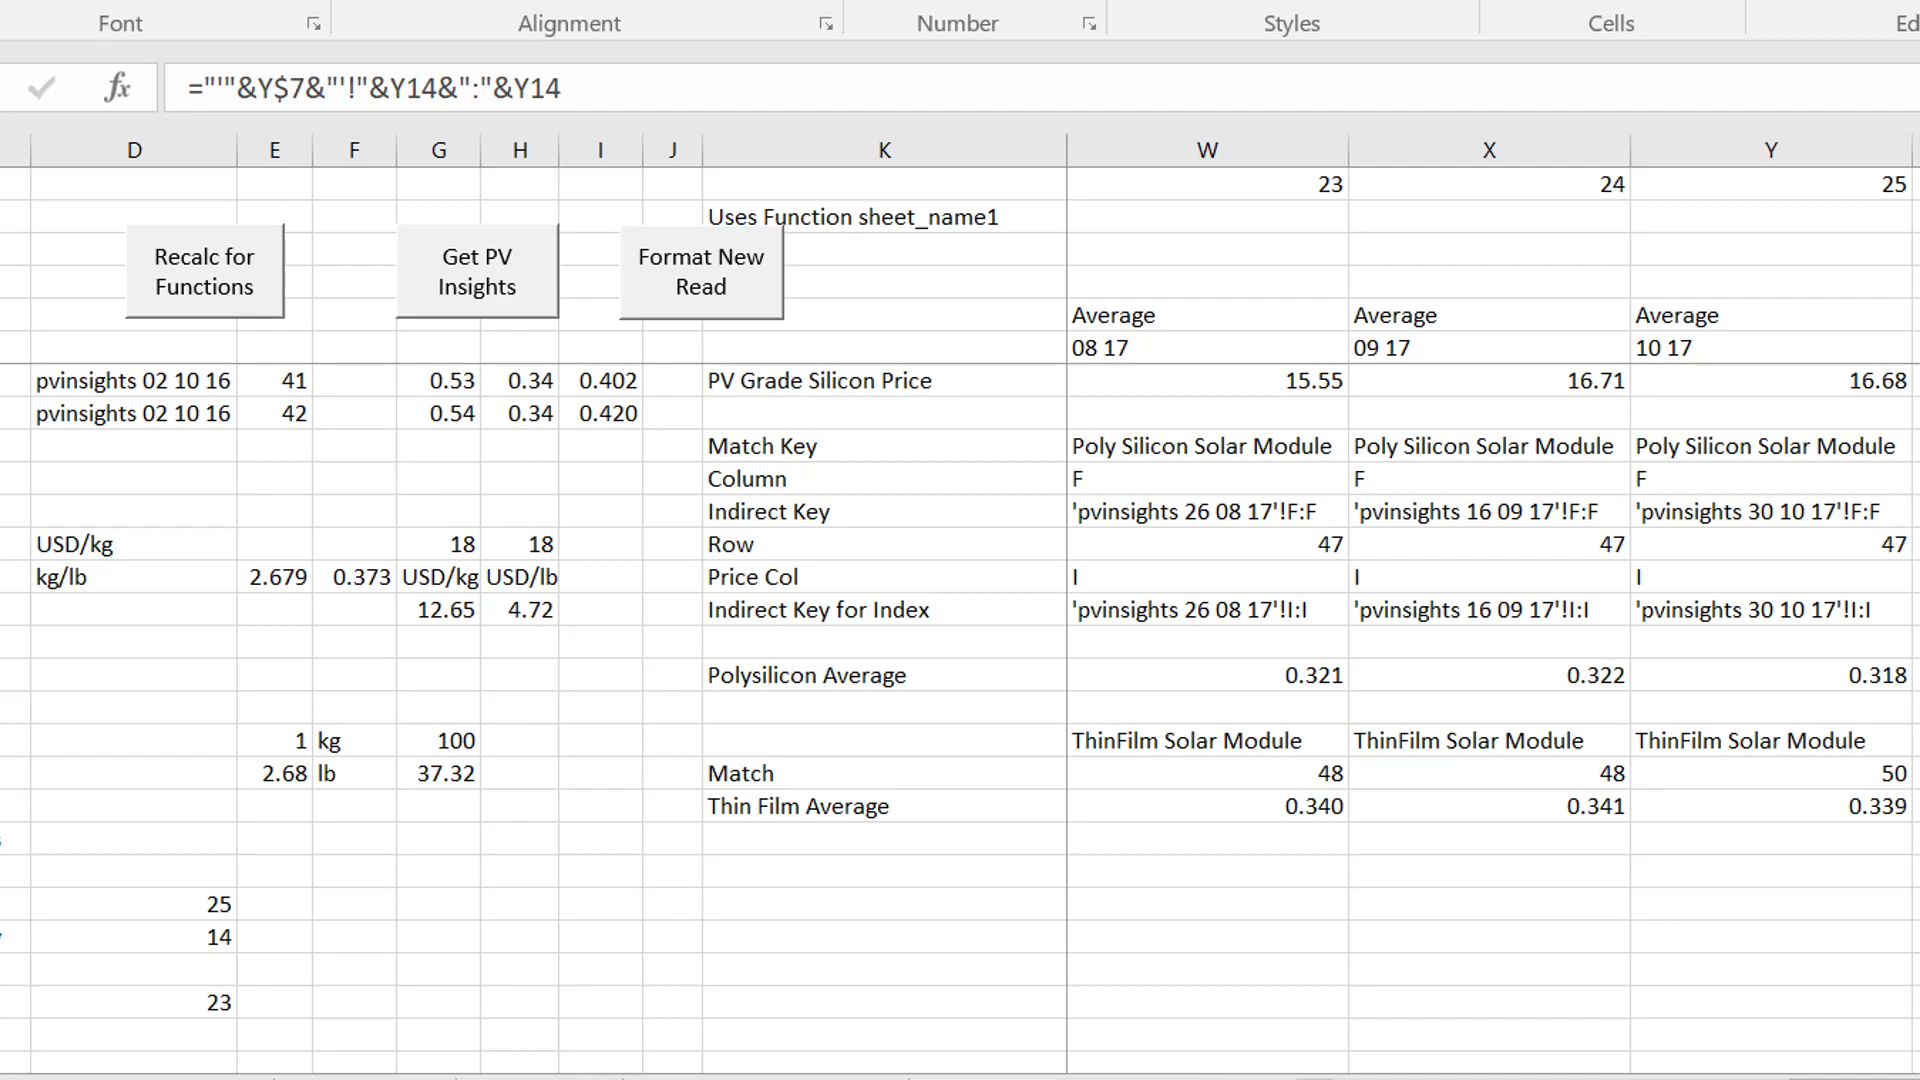 Font Alignment Number Styles Cells Ed
fx ="'"&Y$7&"'!"&Y14&":"&Y14
D E F G H I J K W X Y
23 24 25
Uses Function sheet_name1
Recalc for Functions
Get PV Insights
Format New Read
Average Average Average
08 17 09 17 10 17
pvinsights 02 10 16 41 0.53 0.34 0.402 PV Grade Silicon Price 15.55 16.71 16.68
pvinsights 02 10 16 42 0.54 0.34 0.420
Match Key Poly Silicon Solar Module Poly Silicon Solar Module Poly Silicon Solar Module
Column F F F
Indirect Key 'pvinsights 26 08 17'!F:F 'pvinsights 16 09 17'!F:F 'pvinsights 30 10 17'!F:F
USD/kg 18 18 Row 47 47 47
kg/lb 2.679 0.373 USD/kg USD/lb Price Col I I I
12.65 4.72 Indirect Key for Index 'pvinsights 26 08 17'!I:I 'pvinsights 16 09 17'!I:I 'pvinsights 30 10 17'!I:I
Polysilicon Average 0.321 0.322 0.318
1 kg 100 ThinFilm Solar Module ThinFilm Solar Module ThinFilm Solar Module
2.68 lb 37.32 Match 48 48 50
Thin Film Average 0.340 0.341 0.339
25
14
23